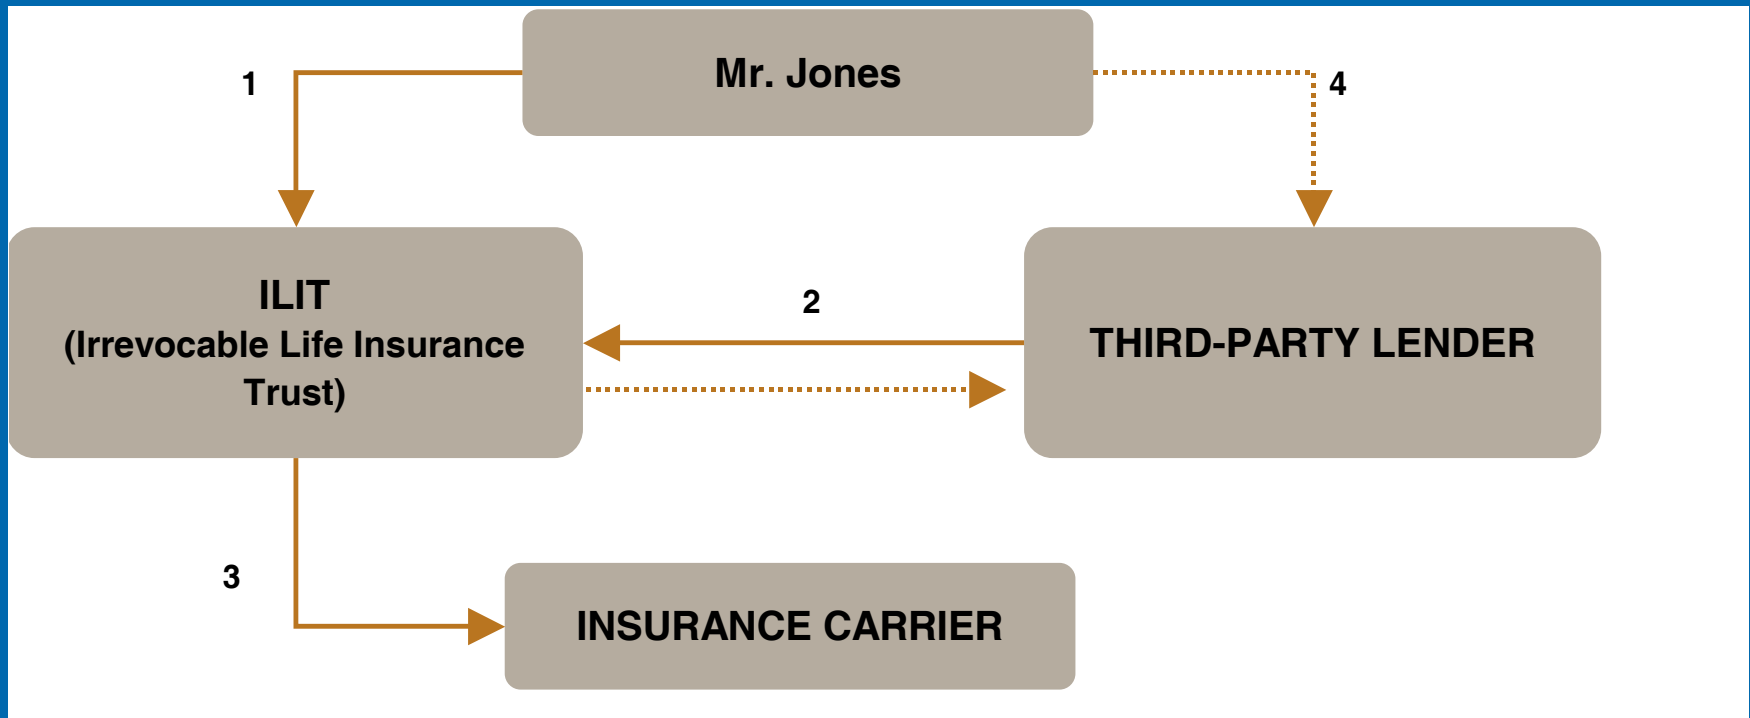 Mr. Jones
1
4
ILIT
(Irrevocable Life Insurance
Trust)
2
THIRD-PARTY LENDER
3
INSURANCE CARRIER